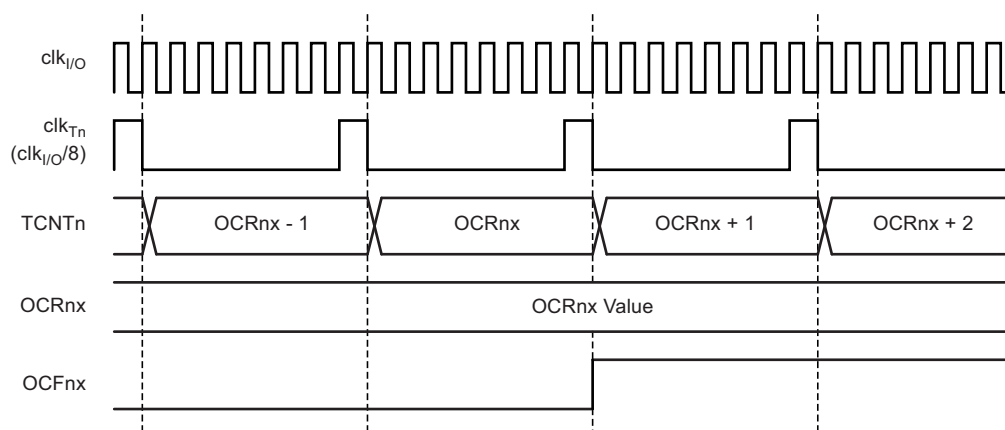 clkI/O
clkTn
(clkI/O/8)
TCNTn OCRnx - 1 OCRnx OCRnx + 1 OCRnx + 2
OCRnx OCRnx Value
OCFnx